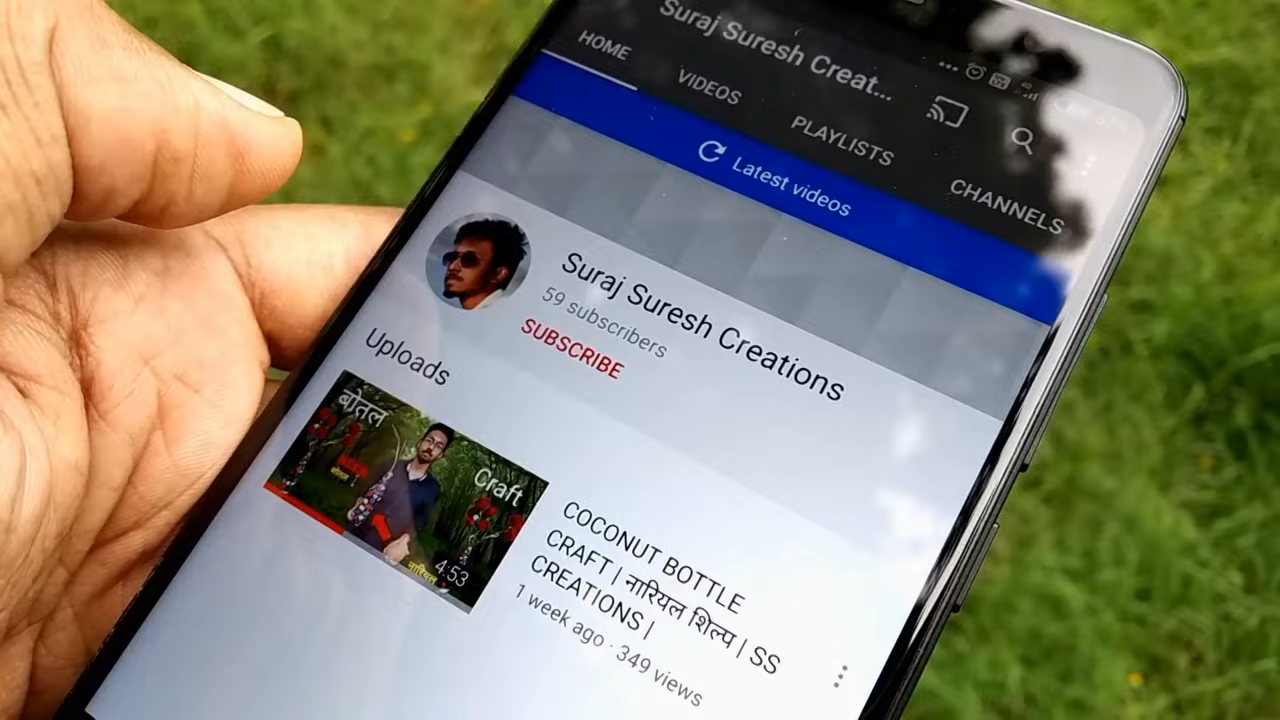 Suraj Suresh Creat...
HOME
VIDEOS
PLAYLISTS
CHANNELS
Latest videos
Suraj Suresh Creations
59 subscribers
SUBSCRIBE
Uploads
बोतल
Craft
नारियल
4:53
COCONUT BOTTLE
CRAFT | नारियल शिल्प | SS
CREATIONS |
1 week ago · 349 views